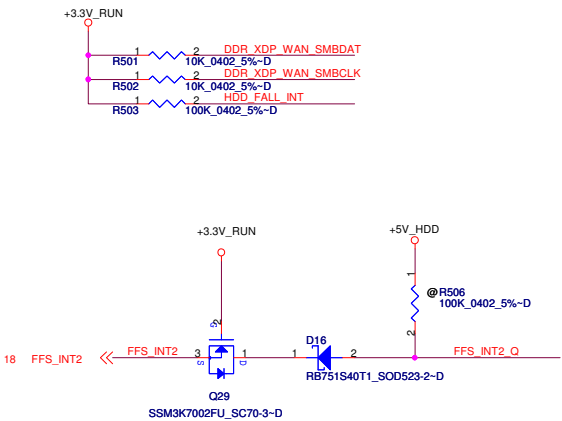 +3.3V_RUN
1 2 DDR_XDP_WAN_SMBDAT
R501 10K_0402_5%~D
1 2 DDR_XDP_WAN_SMBCLK
R502 10K_0402_5%~D
1 2 HDD_FALL_INT
R503 100K_0402_5%~D
+3.3V_RUN
+5V_HDD
1
@R506
100K_0402_5%~D
2
2
G
D16
18 FFS_INT2
FFS_INT2 3 1 1 2 FFS_INT2_Q
S D
RB751S40T1_SOD523-2~D
Q29
SSM3K7002FU_SC70-3~D